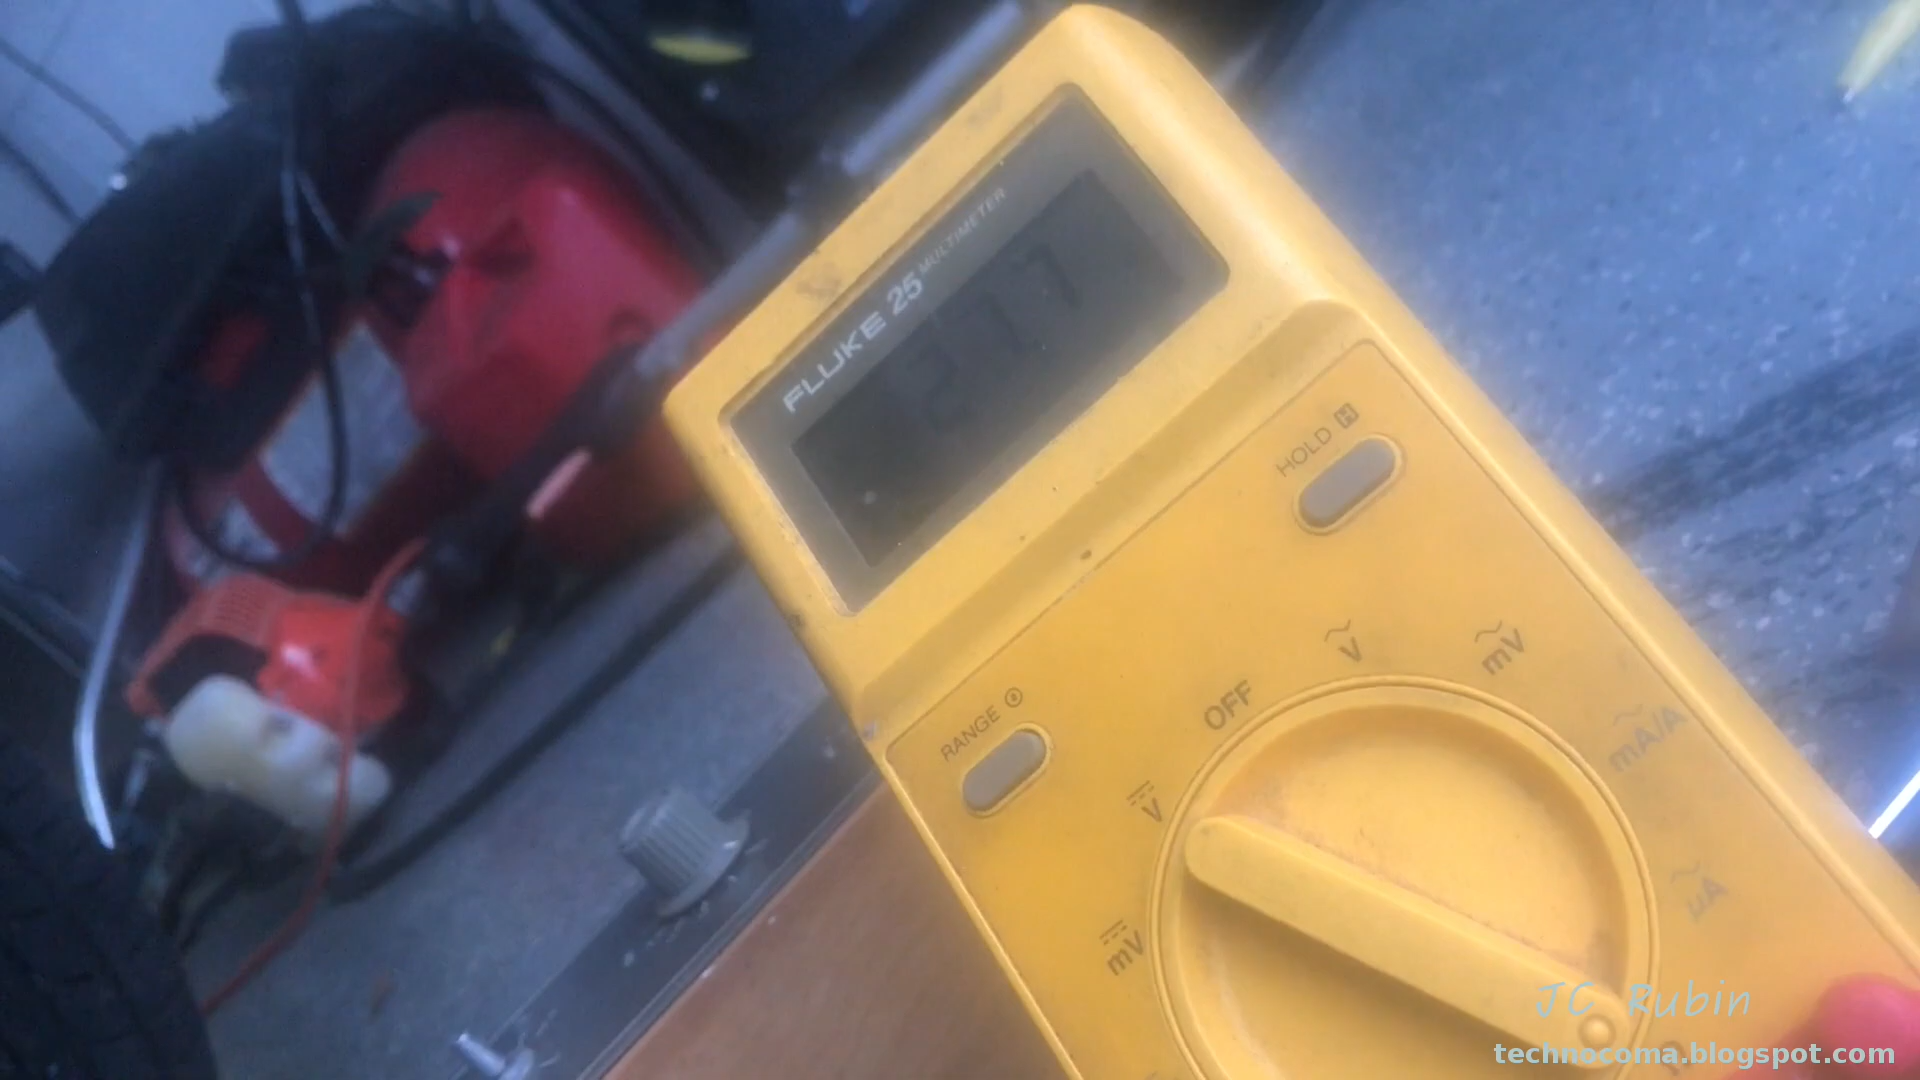 FLUKE 25 MULTIMETER
HOLD H
RANGE
OFF
V
mV
V
mA/A
mV
µA
JC Rubin
technocoma.blogspot.com